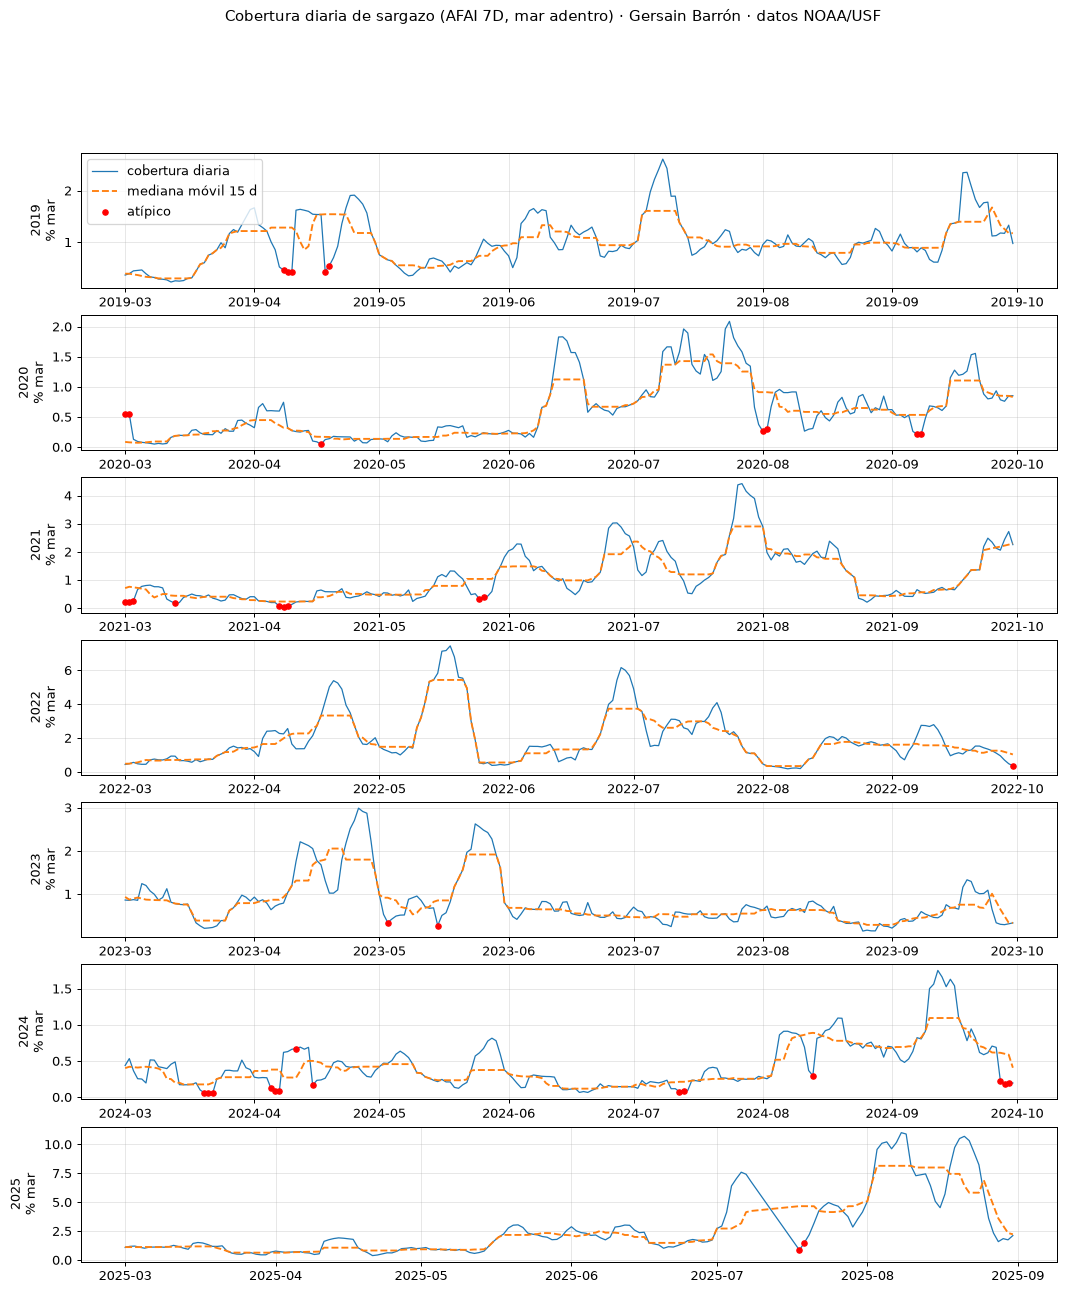 Cobertura diaria de sargazo (AFAI 7D, mar adentro) · Gersain Barrón · datos NOAA/USF
cobertura diaria
mediana móvil 15 d
atípico
2019
% mar
2
1
2019-03 2019-04 2019-05 2019-06 2019-07 2019-08 2019-09 2019-10
2020
% mar
2.0
1.5
1.0
0.5
0.0
2020-03 2020-04 2020-05 2020-06 2020-07 2020-08 2020-09 2020-10
2021
% mar
4
3
2
1
0
2021-03 2021-04 2021-05 2021-06 2021-07 2021-08 2021-09 2021-10
2022
% mar
6
4
2
0
2022-03 2022-04 2022-05 2022-06 2022-07 2022-08 2022-09 2022-10
2023
% mar
3
2
1
2023-03 2023-04 2023-05 2023-06 2023-07 2023-08 2023-09 2023-10
2024
% mar
1.5
1.0
0.5
0.0
2024-03 2024-04 2024-05 2024-06 2024-07 2024-08 2024-09 2024-10
2025
% mar
10.0
7.5
5.0
2.5
0.0
2025-03 2025-04 2025-05 2025-06 2025-07 2025-08 2025-09